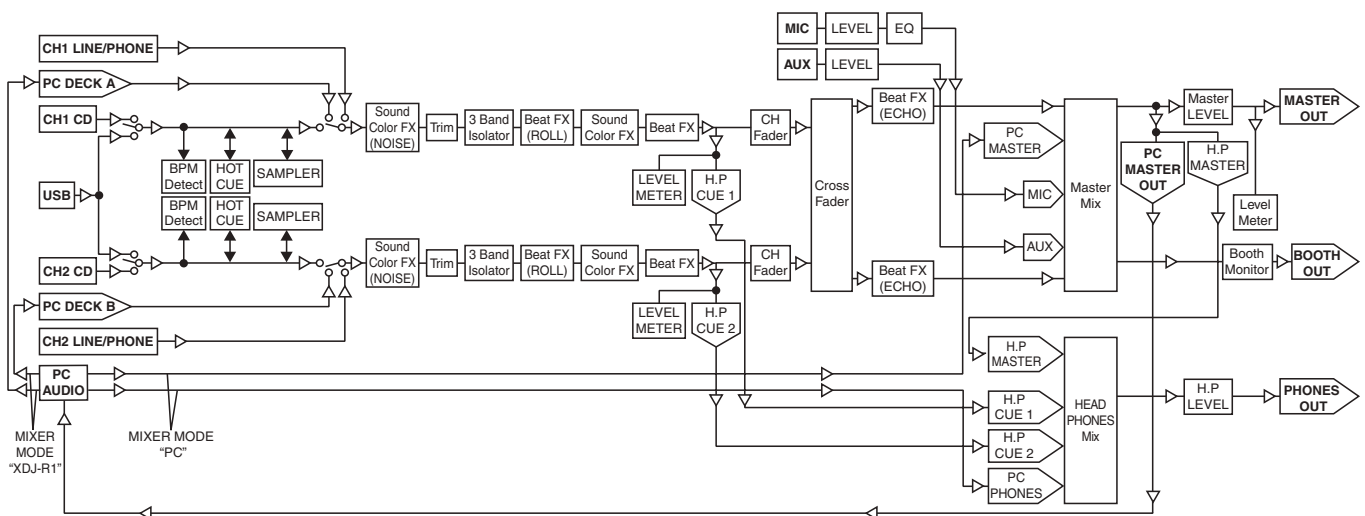 CH1 LINE/PHONE
PC DECK A
CH1 CD
USB
CH2 CD
PC DECK B
CH2 LINE/PHONE
PC
AUDIO
MIXER
MODE
"XDJ-R1"
MIXER MODE
"PC"
BPM
Detect
HOT
CUE
SAMPLER
BPM
Detect
HOT
CUE
SAMPLER
Sound
Color FX
(NOISE)
Trim
3 Band
Isolator
Beat FX
(ROLL)
Sound
Color FX
Beat FX
LEVEL
METER
H.P
CUE 1
CH
Fader
Sound
Color FX
(NOISE)
Trim
3 Band
Isolator
Beat FX
(ROLL)
Sound
Color FX
Beat FX
LEVEL
METER
H.P
CUE 2
CH
Fader
MIC
LEVEL
EQ
AUX
LEVEL
Cross
Fader
Beat FX
(ECHO)
Beat FX
(ECHO)
PC
MASTER
MIC
AUX
Master
Mix
Master
LEVEL
MASTER
OUT
PC
MASTER
OUT
H.P
MASTER
Level
Meter
Booth
Monitor
BOOTH
OUT
H.P
MASTER
H.P
CUE 1
H.P
CUE 2
PC
PHONES
HEAD
PHONES
Mix
H.P
LEVEL
PHONES
OUT